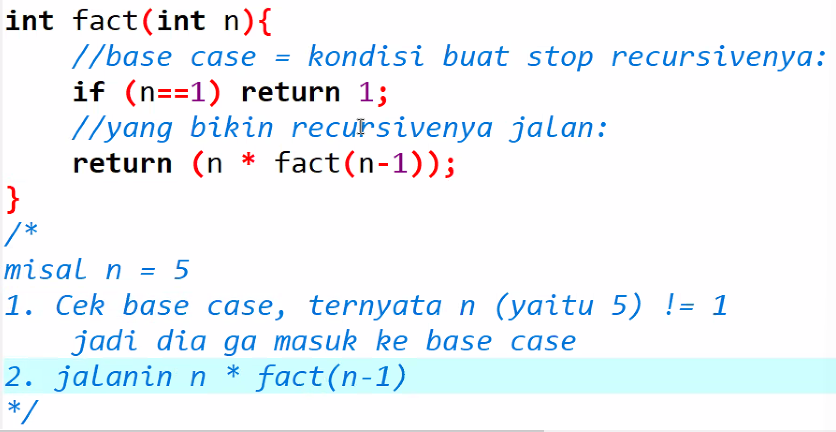 int fact(int n){
//base case = kondisi buat stop recursivenya:
if (n==1) return 1;
//yang bikin recursivenya jalan:
return (n * fact(n-1));
}
/*
misal n = 5
1. Cek base case, ternyata n (yaitu 5) != 1
jadi dia ga masuk ke base case
2. jalanin n * fact(n-1)
*/